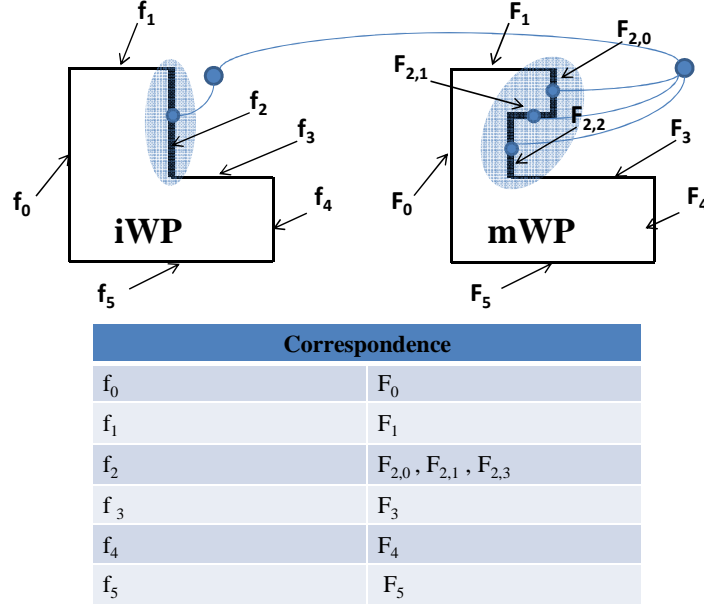 f₁
F₁
F₂,₀
F₂,₁
f₂
f₃
F₂,₂
F₃
f₀
f₄
F₀
F₄
iWP
mWP
f₅
F₅
Correspondence
f₀ F₀
f₁ F₁
f₂ F₂,₀ , F₂,₁ , F₂,₃
f ₃ F₃
f₄ F₄
f₅ F₅